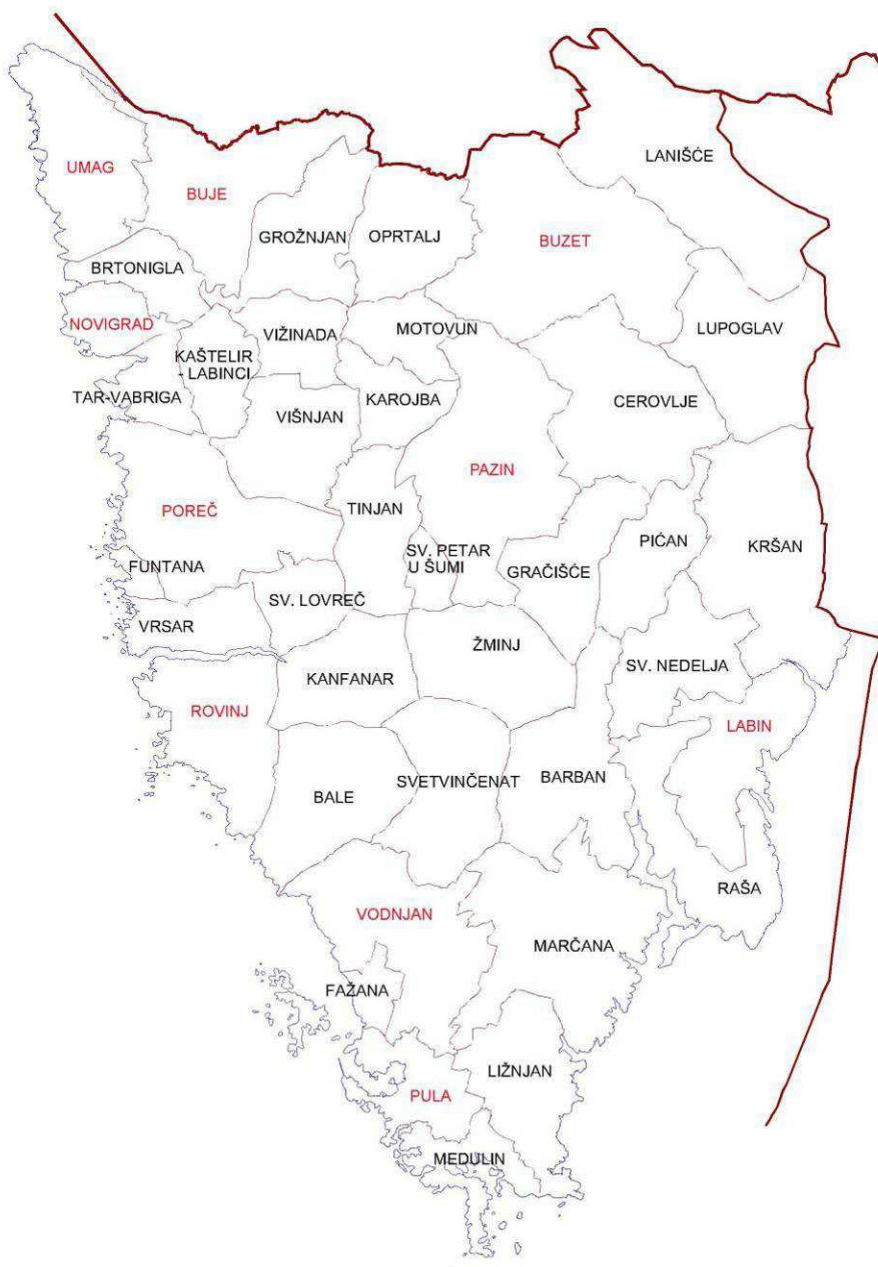 LANIŠĆE
UMAG
BUJE
GROŽNJAN
OPRTALJ
BUZET
BRTONIGLA
NOVIGRAD
VIŽINADA
MOTOVUN
LUPOGLAV
KAŠTELIR
- LABINCI
TAR-VABRIGA
KAROJBA
CEROVLJE
VIŠNJAN
PAZIN
POREČ
TINJAN
SV. PETAR
U ŠUMI
GRAČIŠĆE
PIĆAN
KRŠAN
FUNTANA
SV. LOVREČ
VRSAR
ŽMINJ
SV. NEDELJA
KANFANAR
ROVINJ
LABIN
BALE
SVETVINČENAT
BARBAN
RAŠA
VODNJAN
MARČANA
FAŽANA
LIŽNJAN
PULA
MEDULIN